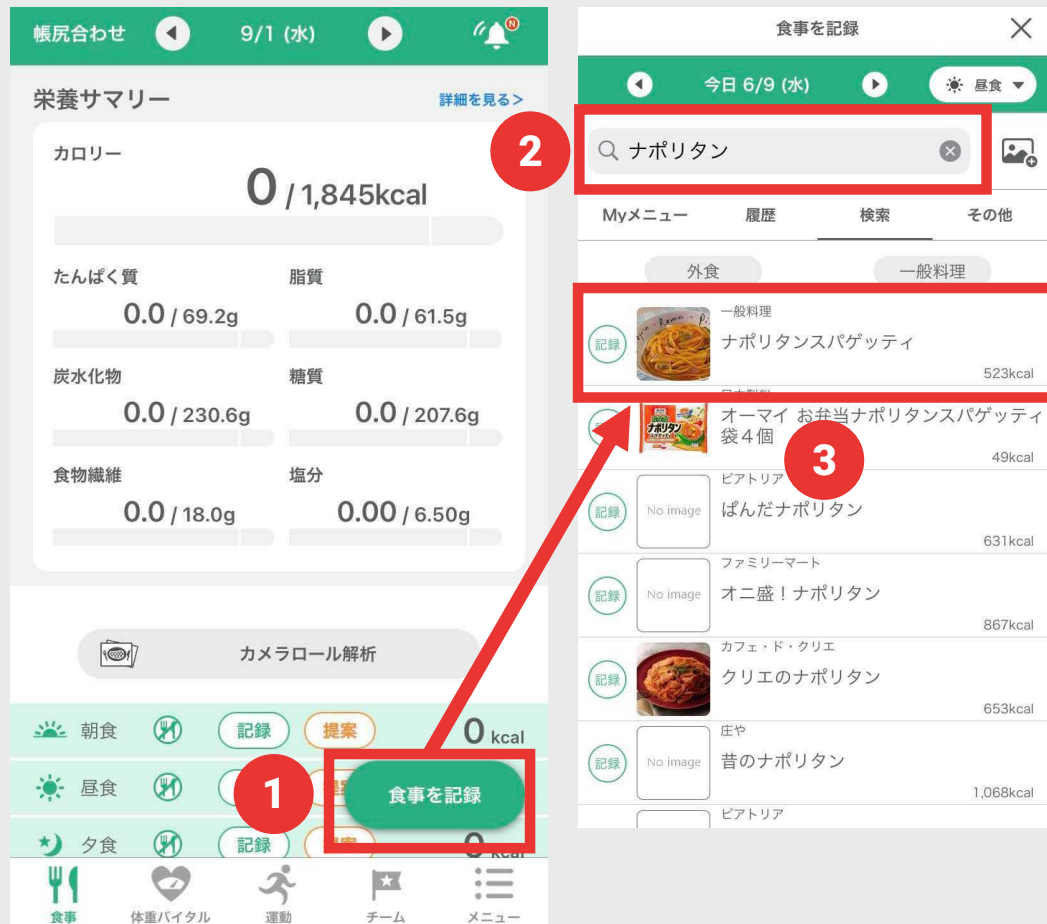 帳尻合わせ
9/1 (水)
N
栄養サマリー
詳細を見る>
カロリー
0 / 1,845kcal
たんぱく質
脂質
0.0 / 69.2g
0.0 / 61.5g
炭水化物
糖質
0.0 / 230.6g
0.0 / 207.6g
食物繊維
塩分
0.0 / 18.0g
0.00 / 6.50g
カメラロール解析
朝食
記録
提案
0 kcal
昼食
1
食事を記録
夕食
記録
0 kcal
食事
体重バイタル
運動
チーム
メニュー
食事を記録
今日 6/9 (水)
昼食
2
ナポリタン
Myメニュー
履歴
検索
その他
外食
一般料理
一般料理
記録
ナポリタンスパゲッティ
523kcal
オーマイ お弁当ナポリタンスパゲッティ
袋４個
ナポリタン
3
49kcal
ピアトリア
記録
No image
ぱんだナポリタン
631kcal
ファミリーマート
記録
No image
オニ盛！ナポリタン
867kcal
カフェ・ド・クリエ
記録
クリエのナポリタン
653kcal
庄や
記録
No image
昔のナポリタン
1,068kcal
ピアトリア